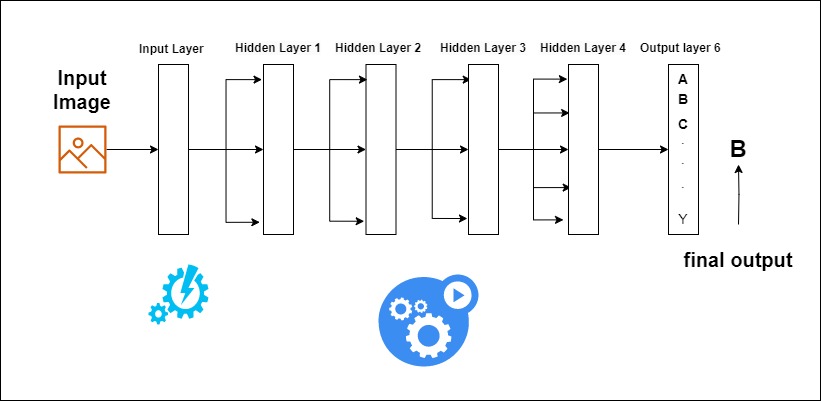 Input Layer
Hidden Layer 1
Hidden Layer 2
Hidden Layer 3
Hidden Layer 4
Output layer 6
Input
Image
A
B
C
.
.
.
Y
B
final output